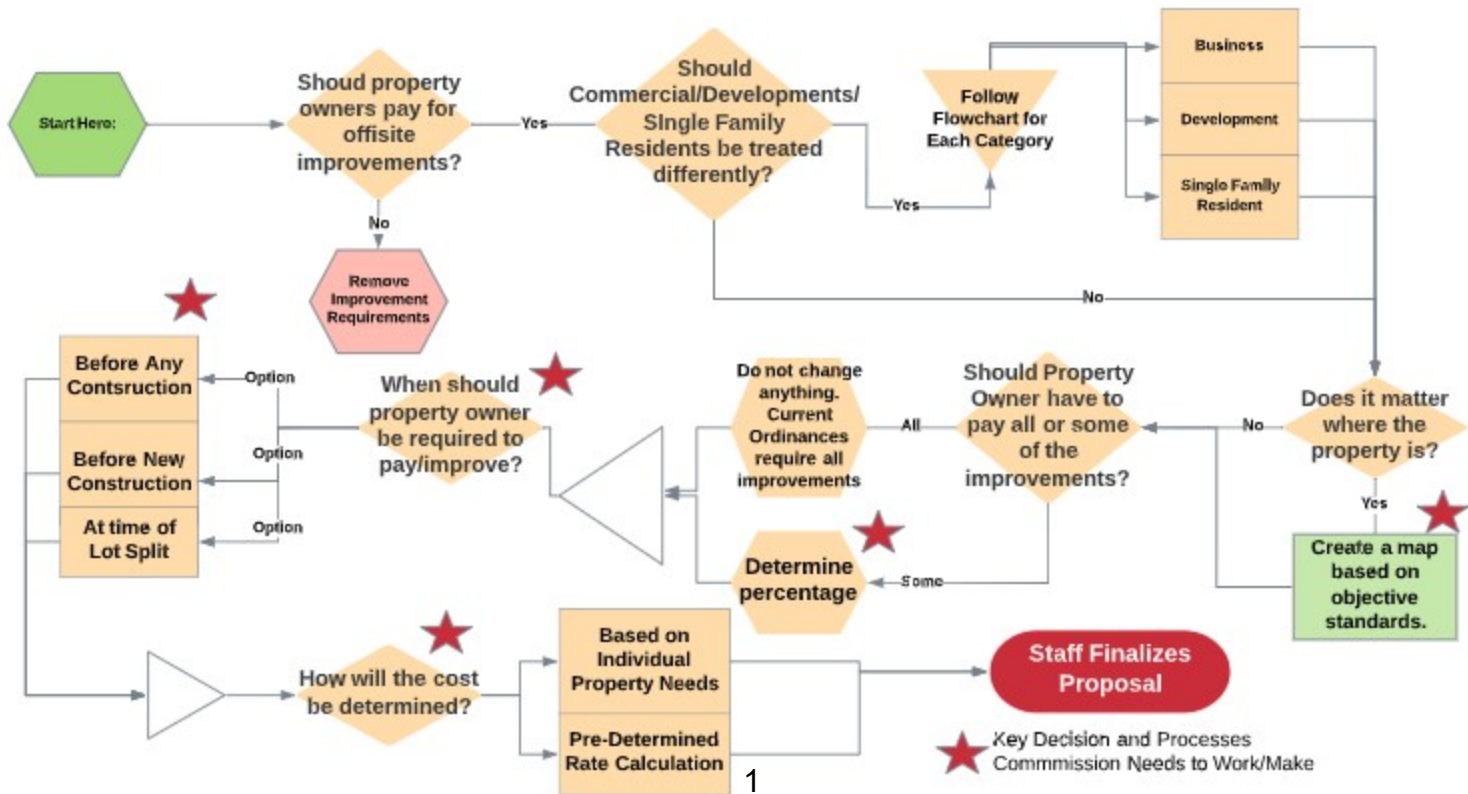 Start Here:
Shoud property
owners pay for
offisite
improvements?
Yes
No
Remove
Improvement
Requirements
Should
Commercial/Developments/
SIngle Family
Residents be treated
differently?
Yes
No
Follow
Flowchart for
Each Category
Business
Development
Single Family
Resident
Does it matter
where the
property is?
No
Yes
Create a map
based on
objective
standards.
Should Property
Owner have to
pay all or some
of the
improvements?
All
Some
Do not change
anything.
Current
Ordinances
require all
improvements
Determine
percentage
When should
property owner
be required to
pay/improve?
Option
Option
Option
Before Any
Contsruction
Before New
Construction
At time of
Lot Split
How will the cost
be determined?
Based on
Individual
Property Needs
Pre-Determined
Rate Calculation
Staff Finalizes
Proposal
Key Decision and Processes
Commmission Needs to Work/Make
1